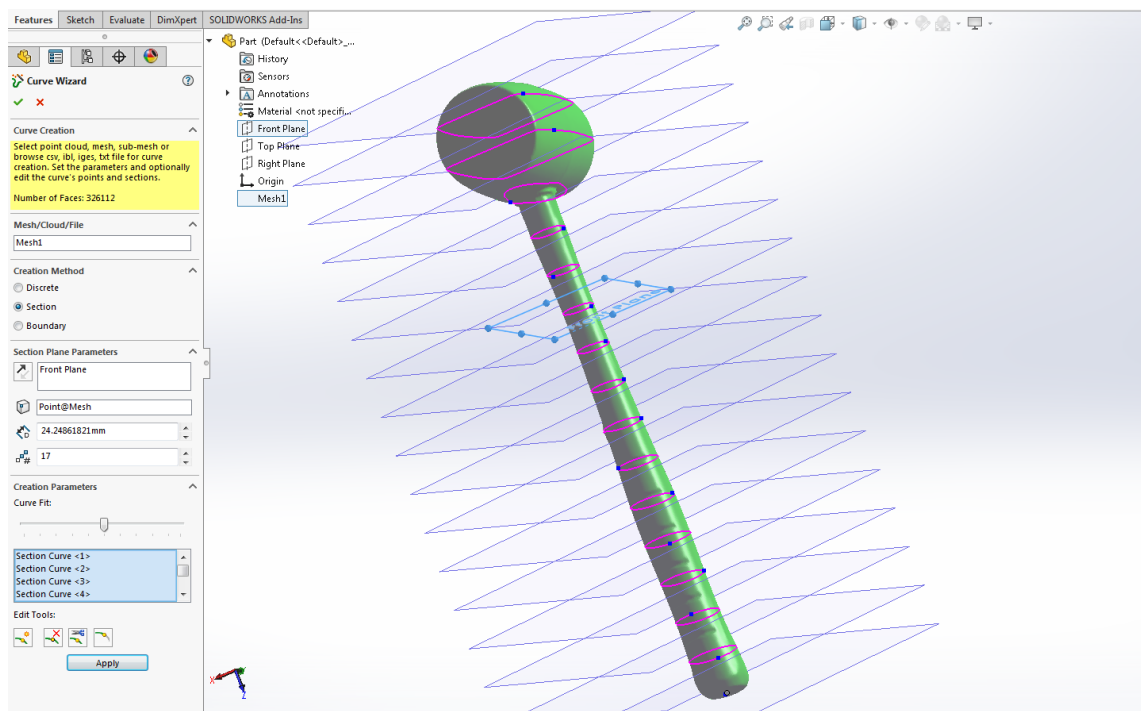 Features Sketch Evaluate DimXpert SOLIDWORKS Add-Ins
Curve Wizard
Curve Creation
Select point cloud, mesh, sub-mesh or
browse csv, ibl, iges, txt file for curve
creation. Set the parameters and optionally
edit the curve's points and sections.
Number of Faces: 326112
Mesh/Cloud/File
Mesh1
Creation Method
Discrete
Section
Boundary
Section Plane Parameters
Front Plane
Point@Mesh
24.24861821mm
17
Creation Parameters
Curve Fit:
Section Curve <1>
Section Curve <2>
Section Curve <3>
Section Curve <4>
Edit Tools:
Apply
Part (Default<<Default>_...
History
Sensors
Annotations
Material <not specifi...
Front Plane
Top Plane
Right Plane
Origin
Mesh1
X
Z